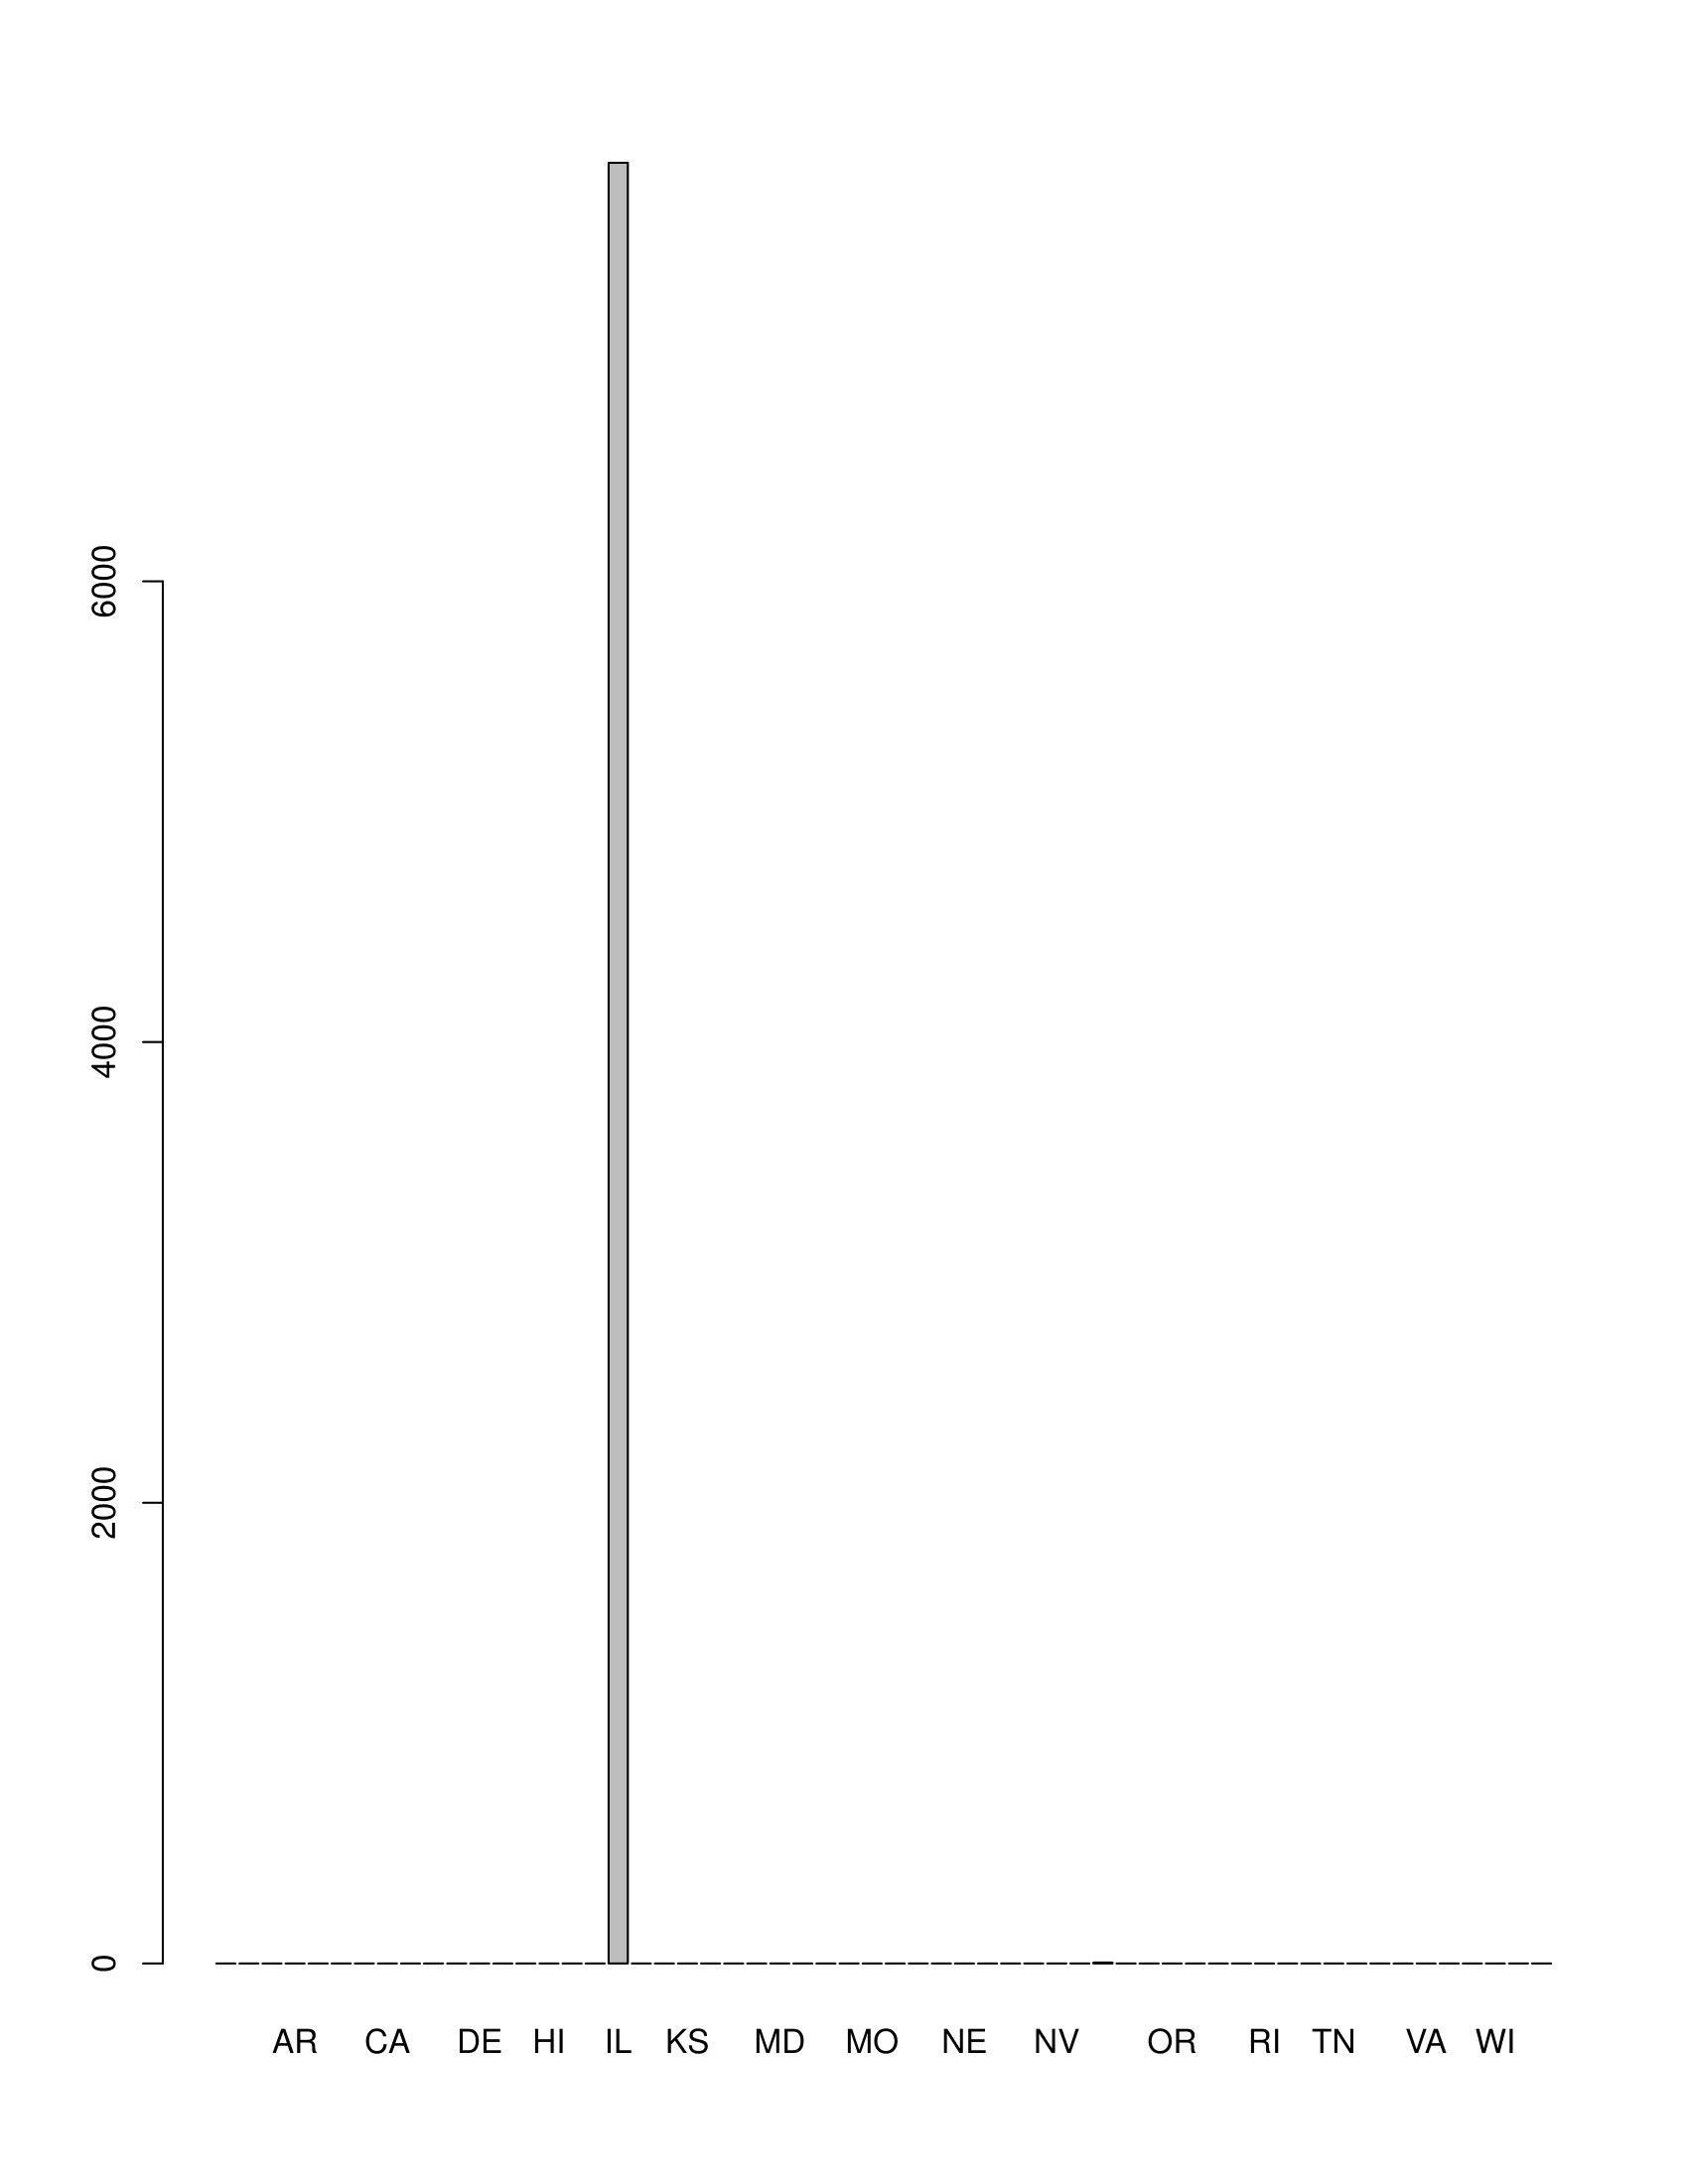 6000
4000
2000
0
AR CA DE HI IL KS MD MO NE NV OR RI TN VA WI